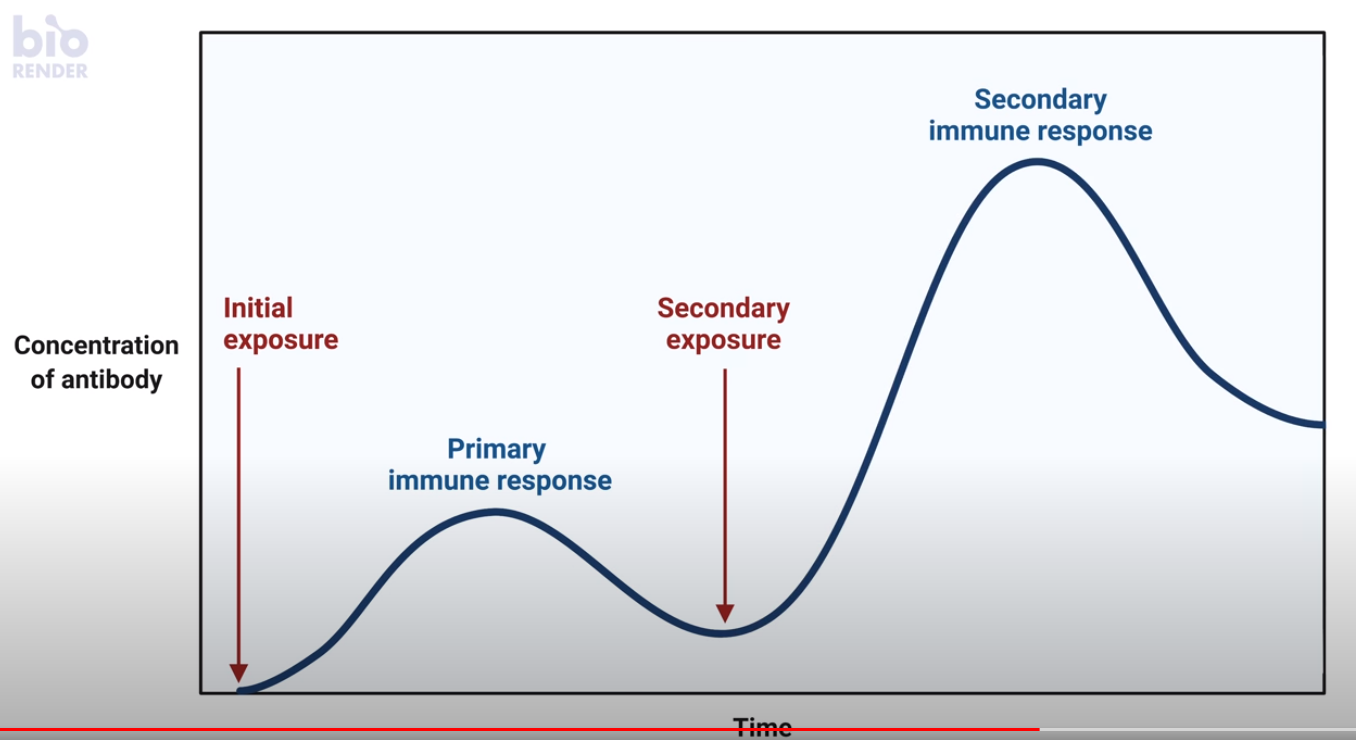 bio
RENDER
Secondary
immune response
Initial
exposure
Secondary
exposure
Concentration
of antibody
Primary
immune response
Time